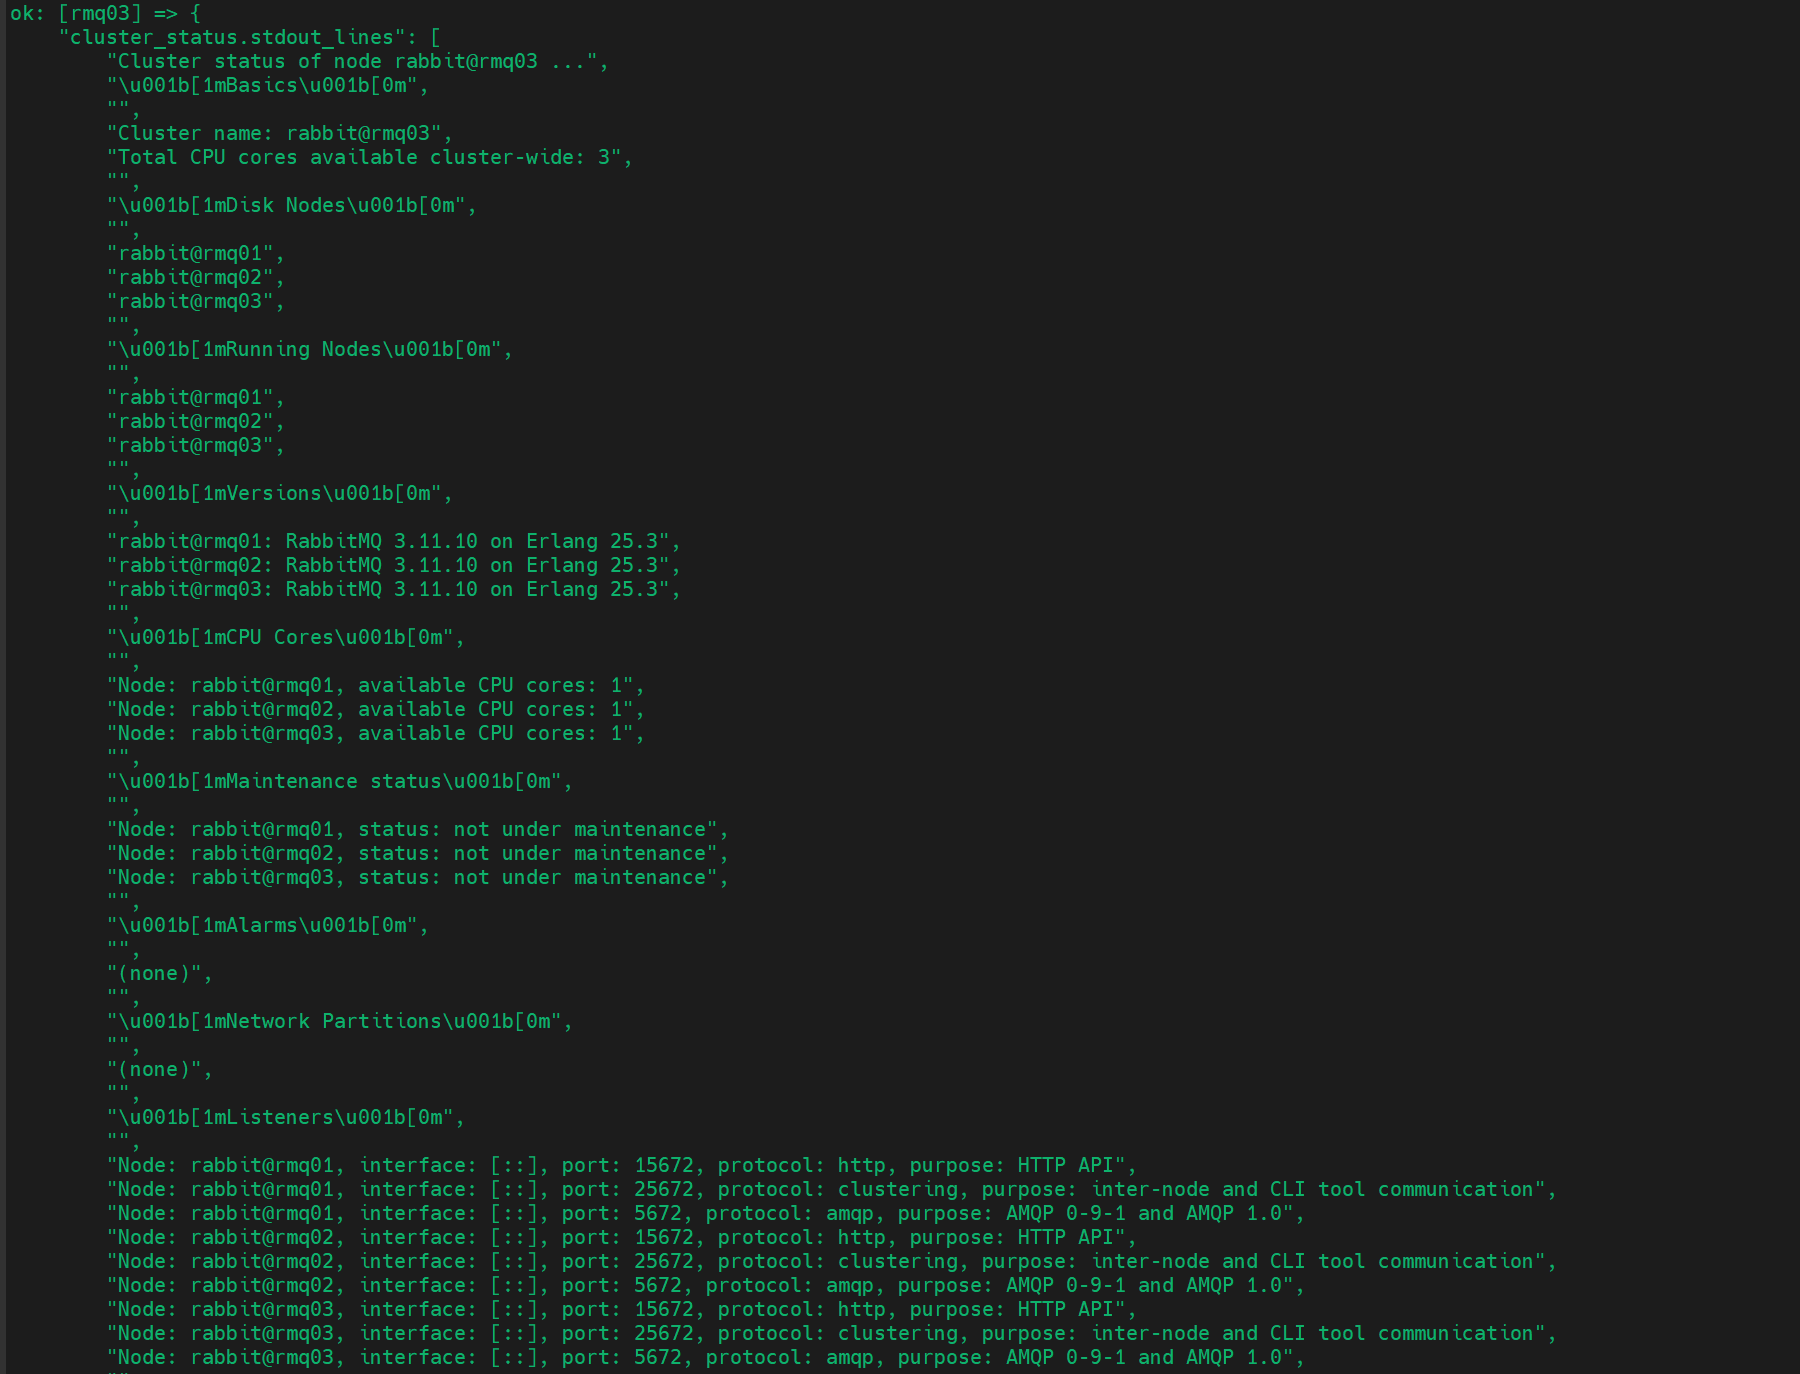 ok: [rmq03] => {
    "cluster_status.stdout_lines": [
        "Cluster status of node rabbit@rmq03 ...",
        "\u001b[1mBasics\u001b[0m",
        "",
        "Cluster name: rabbit@rmq03",
        "Total CPU cores available cluster-wide: 3",
        "",
        "\u001b[1mDisk Nodes\u001b[0m",
        "",
        "rabbit@rmq01",
        "rabbit@rmq02",
        "rabbit@rmq03",
        "",
        "\u001b[1mRunning Nodes\u001b[0m",
        "",
        "rabbit@rmq01",
        "rabbit@rmq02",
        "rabbit@rmq03",
        "",
        "\u001b[1mVersions\u001b[0m",
        "",
        "rabbit@rmq01: RabbitMQ 3.11.10 on Erlang 25.3",
        "rabbit@rmq02: RabbitMQ 3.11.10 on Erlang 25.3",
        "rabbit@rmq03: RabbitMQ 3.11.10 on Erlang 25.3",
        "",
        "\u001b[1mCPU Cores\u001b[0m",
        "",
        "Node: rabbit@rmq01, available CPU cores: 1",
        "Node: rabbit@rmq02, available CPU cores: 1",
        "Node: rabbit@rmq03, available CPU cores: 1",
        "",
        "\u001b[1mMaintenance status\u001b[0m",
        "",
        "Node: rabbit@rmq01, status: not under maintenance",
        "Node: rabbit@rmq02, status: not under maintenance",
        "Node: rabbit@rmq03, status: not under maintenance",
        "",
        "\u001b[1mAlarms\u001b[0m",
        "",
        "(none)",
        "",
        "\u001b[1mNetwork Partitions\u001b[0m",
        "",
        "(none)",
        "",
        "\u001b[1mListeners\u001b[0m",
        "",
        "Node: rabbit@rmq01, interface: [::], port: 15672, protocol: http, purpose: HTTP API",
        "Node: rabbit@rmq01, interface: [::], port: 25672, protocol: clustering, purpose: inter-node and CLI tool communication",
        "Node: rabbit@rmq01, interface: [::], port: 5672, protocol: amqp, purpose: AMQP 0-9-1 and AMQP 1.0",
        "Node: rabbit@rmq02, interface: [::], port: 15672, protocol: http, purpose: HTTP API",
        "Node: rabbit@rmq02, interface: [::], port: 25672, protocol: clustering, purpose: inter-node and CLI tool communication",
        "Node: rabbit@rmq02, interface: [::], port: 5672, protocol: amqp, purpose: AMQP 0-9-1 and AMQP 1.0",
        "Node: rabbit@rmq03, interface: [::], port: 15672, protocol: http, purpose: HTTP API",
        "Node: rabbit@rmq03, interface: [::], port: 25672, protocol: clustering, purpose: inter-node and CLI tool communication",
        "Node: rabbit@rmq03, interface: [::], port: 5672, protocol: amqp, purpose: AMQP 0-9-1 and AMQP 1.0",